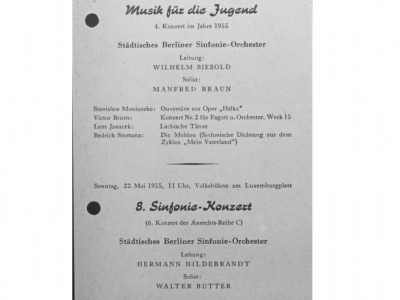 Musik für die Jugend
4. Konzert im Jahre 1955
Städtisches Berliner Sinfonie-Orchester
Leitung:
WILHELM BIESOLD
Solist:
MANFRED BRAUN
Stanislaw Moniuszko: Ouvertüre zur Oper „Halka“
Victor Bruns: Konzert Nr. 2 für Fagott u. Orchester, Werk 15
Leos Janacek: Lachische Tänze
Bedrich Smetana: Die Moldau (Sinfonische Dichtung aus dem
Zyklus „Mein Vaterland“)
Sonntag, 22. Mai 1955, 11 Uhr, Volksbühne am Luxemburgplatz
8. Sinfonie-Konzert
(6. Konzert des Anrechts-Reihe C)
Städtisches Berliner Sinfonie-Orchester
Leitung:
HERMANN HILDEBRANDT
Solist:
WALTER BUTTER